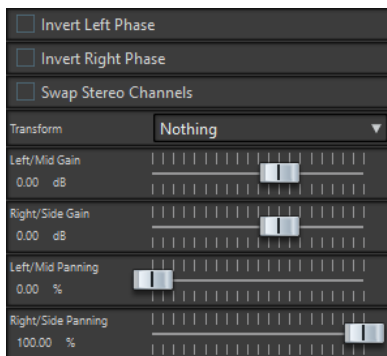 Invert Left Phase
Invert Right Phase
Swap Stereo Channels
Transform Nothing
Left/Mid Gain
0.00 dB
Right/Side Gain
0.00 dB
Left/Mid Panning
0.00 %
Right/Side Panning
100.00 %